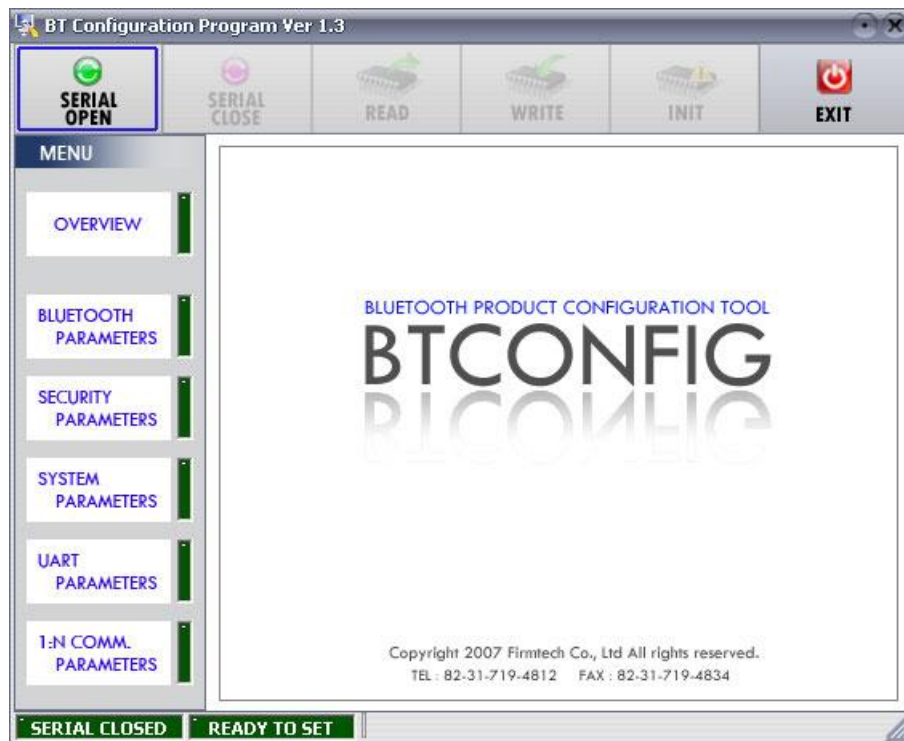 BT Configuration Program Ver 1.3
SERIAL
OPEN
SERIAL
CLOSE
READ
WRITE
INIT
EXIT
MENU
OVERVIEW
BLUETOOTH
PARAMETERS
SECURITY
PARAMETERS
SYSTEM
PARAMETERS
UART
PARAMETERS
1:N COMM.
PARAMETERS
BLUETOOTH PRODUCT CONFIGURATION TOOL
BTCONFIG
Copyright 2007 Firmtech Co., Ltd All rights reserved.
TEL : 82-31-719-4812 FAX : 82-31-719-4834
SERIAL CLOSED
READY TO SET